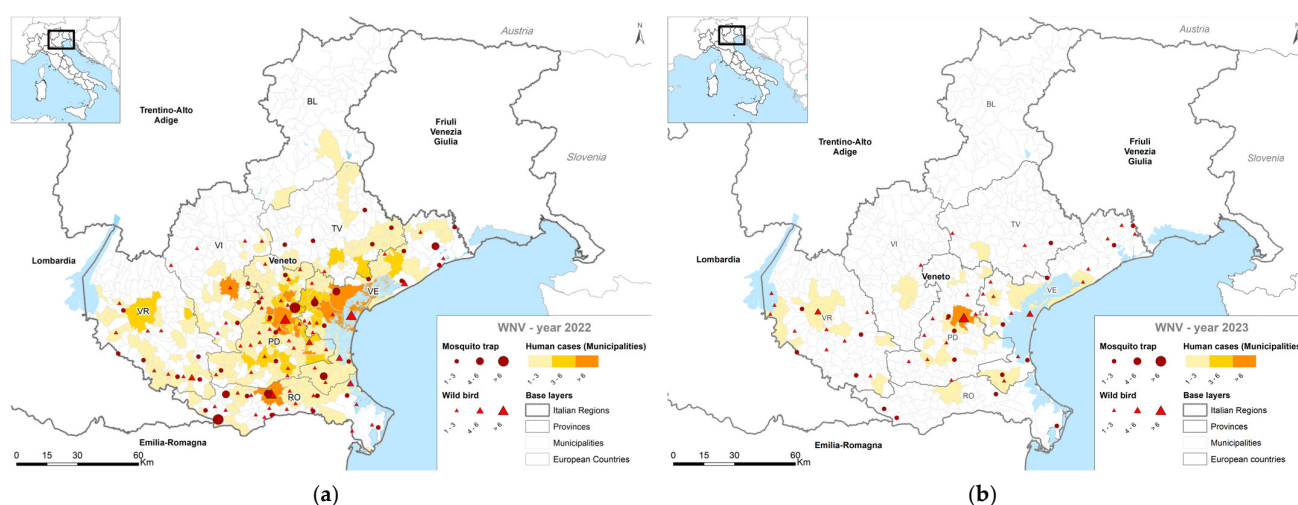 Austria
N
BL
Trentino-Alto
Adige
Friuli
Venezia
Giulia
Slovenia
TV
VI
Lombardia
Veneto
VE
VR
PD
RO
Emilia-Romagna
WNV - year 2022
Mosquito trap
Human cases (Municipalities)
1 - 3
4 - 6
> 6
1 - 3
3 - 6
> 6
Wild bird
Base layers
1 - 3
4 - 6
> 6
Italian Regions
Provinces
Municipalities
European Countries
0 15 30 60
Km
(a)
Austria
N
BL
Trentino-Alto
Adige
Friuli
Venezia
Giulia
Slovenia
TV
VI
Lombardia
Veneto
VE
VR
PD
RO
Emilia-Romagna
WNV - year 2023
Mosquito trap
Human cases (Municipalities)
1 - 3
4 - 6
> 6
1 - 3
3 - 6
> 6
Wild bird
Base layers
1 - 3
4 - 6
> 6
Italian Regions
Provinces
Municipalities
European countries
0 15 30 60
Km
(b)